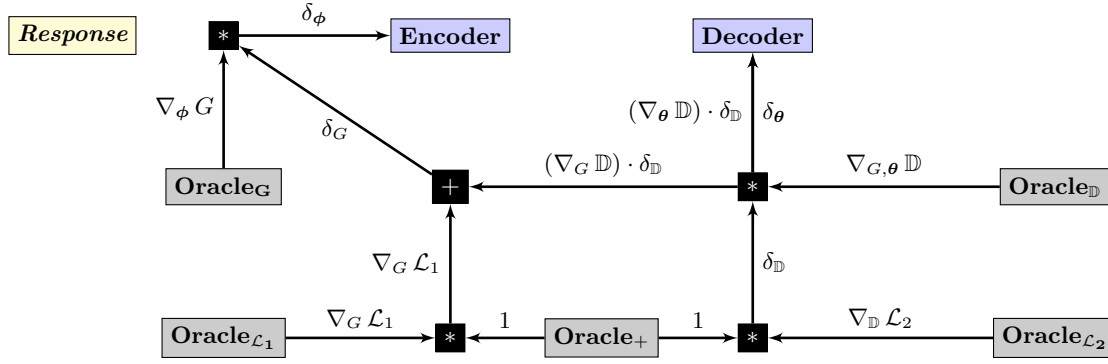 Response
*
δ_ϕ
Encoder
Decoder
∇_ϕ G
δ_G
(∇_θ 𝔻) · δ_𝔻
δ_θ
Oracle_G
+
(∇_G 𝔻) · δ_𝔻
*
∇_{G,θ} 𝔻
Oracle_𝔻
∇_G ℒ_1
δ_𝔻
Oracle_{ℒ_1}
∇_G ℒ_1
*
1
Oracle_+
1
*
∇_𝔻 ℒ_2
Oracle_{ℒ_2}